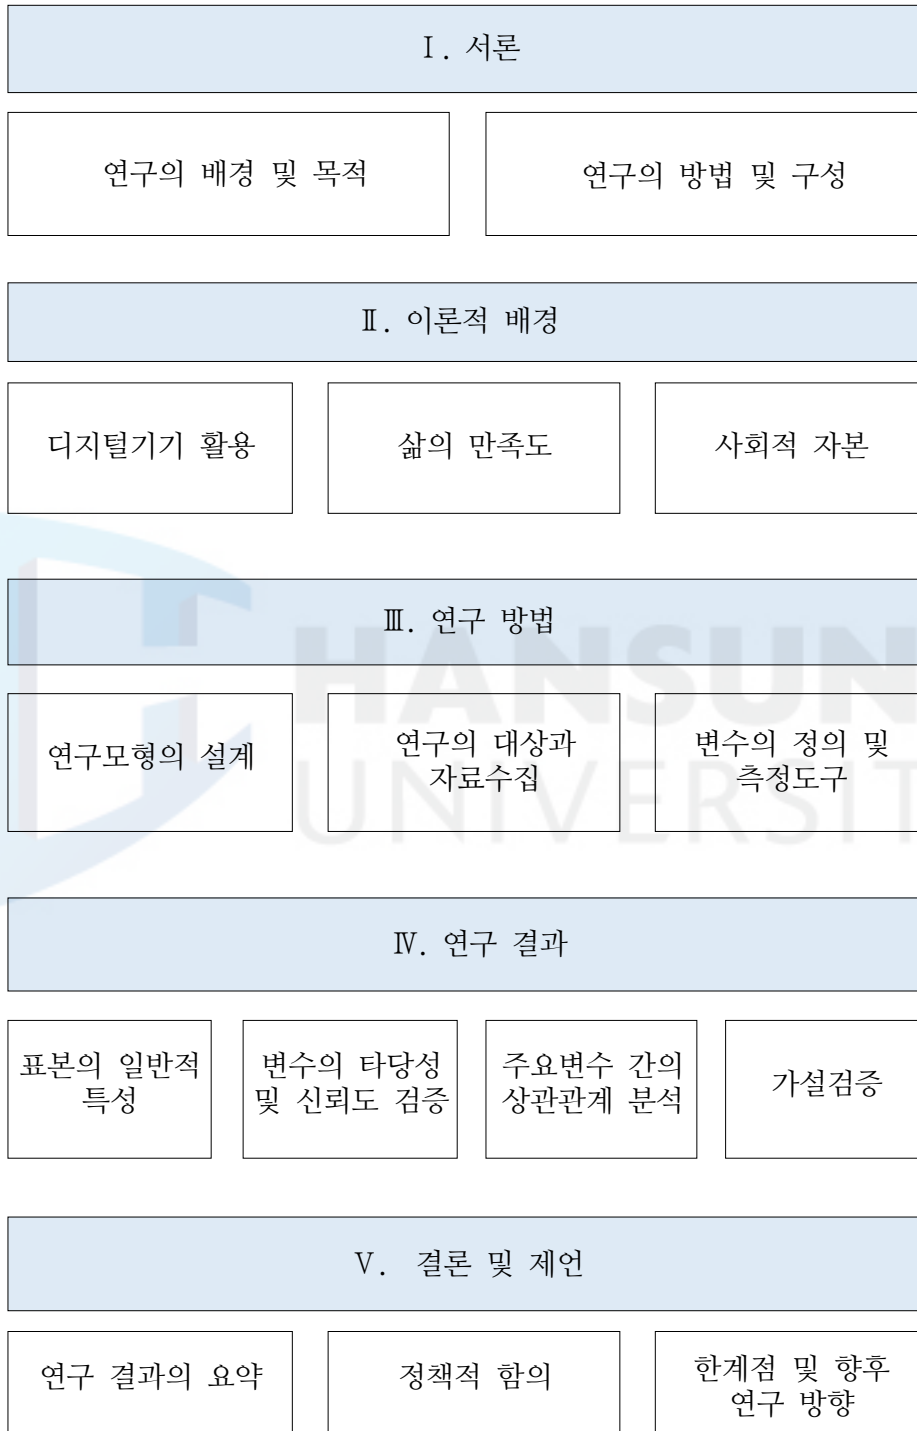 Ⅰ. 서론
연구의 배경 및 목적
연구의 방법 및 구성
Ⅱ. 이론적 배경
디지털기기 활용
삶의 만족도
사회적 자본
Ⅲ. 연구 방법
HANSUN
UNIVERSIT
연구모형의 설계
연구의 대상과
자료수집
변수의 정의 및
측정도구
Ⅳ. 연구 결과
표본의 일반적
특성
변수의 타당성
및 신뢰도 검증
주요변수 간의
상관관계 분석
가설검증
Ⅴ. 결론 및 제언
연구 결과의 요약
정책적 함의
한계점 및 향후
연구 방향